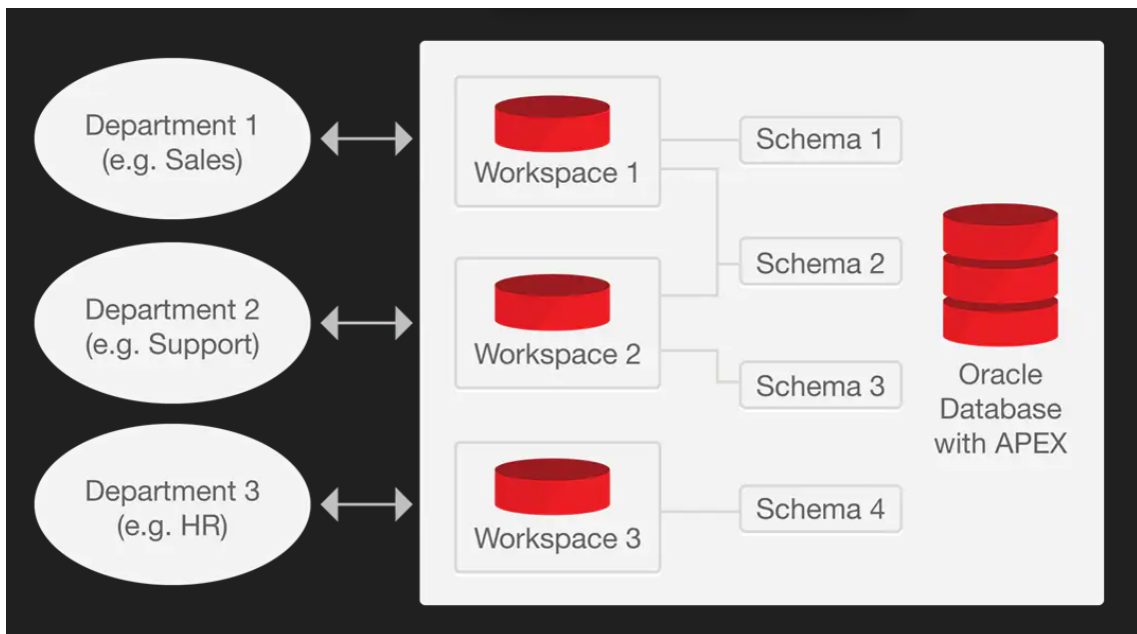 Department 1
(e.g. Sales)
Workspace 1
Schema 1
Schema 2
Department 2
(e.g. Support)
Workspace 2
Schema 3
Oracle
Database
with APEX
Department 3
(e.g. HR)
Workspace 3
Schema 4